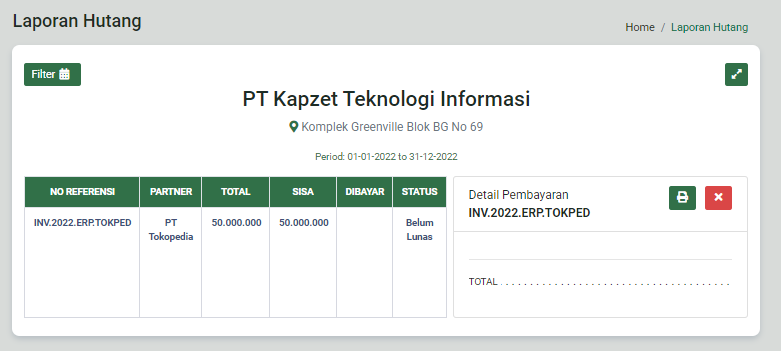 Laporan Hutang
Home / Laporan Hutang
Filter
PT Kapzet Teknologi Informasi
Komplek Greenville Blok BG No 69
Period: 01-01-2022 to 31-12-2022
NO REFERENSI PARTNER TOTAL SISA DIBAYAR STATUS
INV.2022.ERP.TOKPED PT Tokopedia 50.000.000 50.000.000 Belum Lunas
Detail Pembayaran
INV.2022.ERP.TOKPED
TOTAL . . . . . . . . . . . . . . . . . . . . . . . . . . . . . . . . . . . . . . .